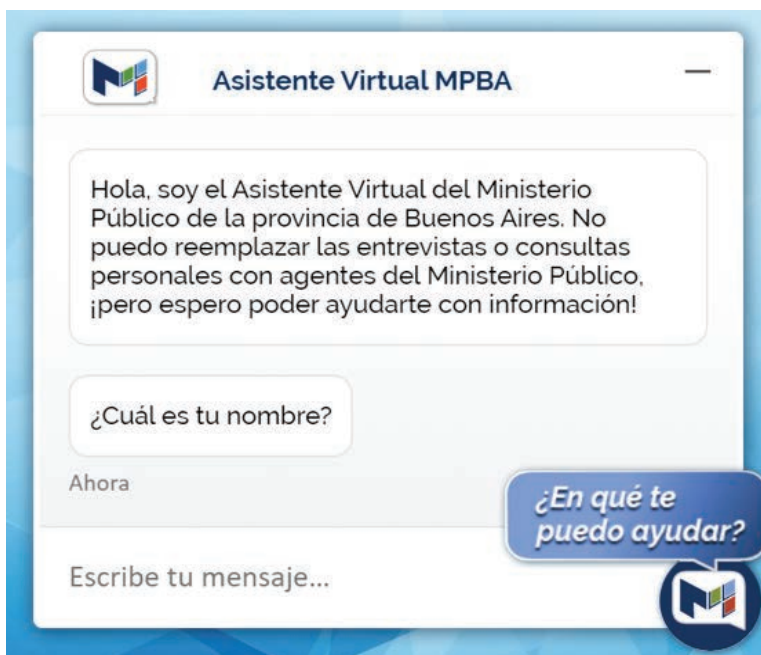 Asistente Virtual MPBA
Hola, soy el Asistente Virtual del Ministerio
Público de la provincia de Buenos Aires. No
puedo reemplazar las entrevistas o consultas
personales con agentes del Ministerio Público,
¡pero espero poder ayudarte con información!
¿Cuál es tu nombre?
Ahora
¿En qué te
puedo ayudar?
Escribe tu mensaje...